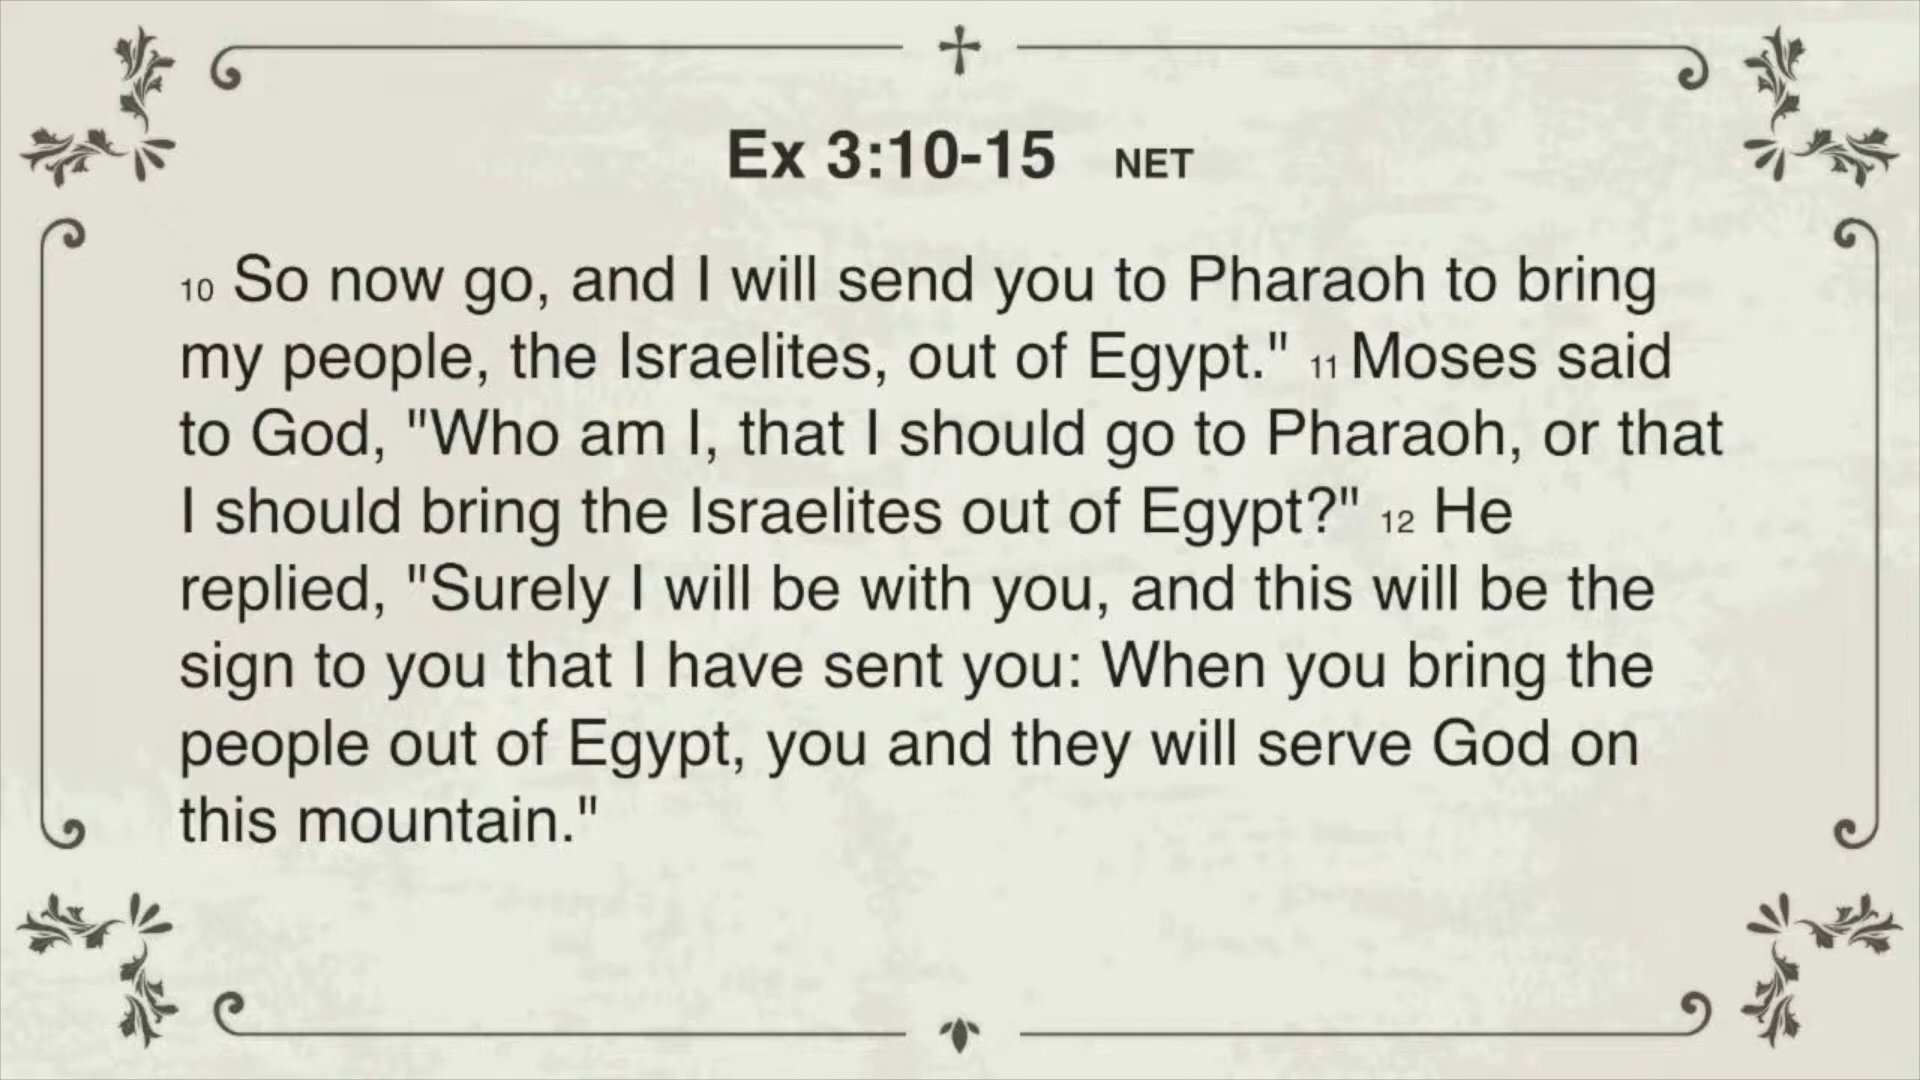 Ex 3:10-15 NET
10 So now go, and I will send you to Pharaoh to bring
my people, the Israelites, out of Egypt." 11 Moses said
to God, "Who am I, that I should go to Pharaoh, or that
I should bring the Israelites out of Egypt?" 12 He
replied, "Surely I will be with you, and this will be the
sign to you that I have sent you: When you bring the
people out of Egypt, you and they will serve God on
this mountain."